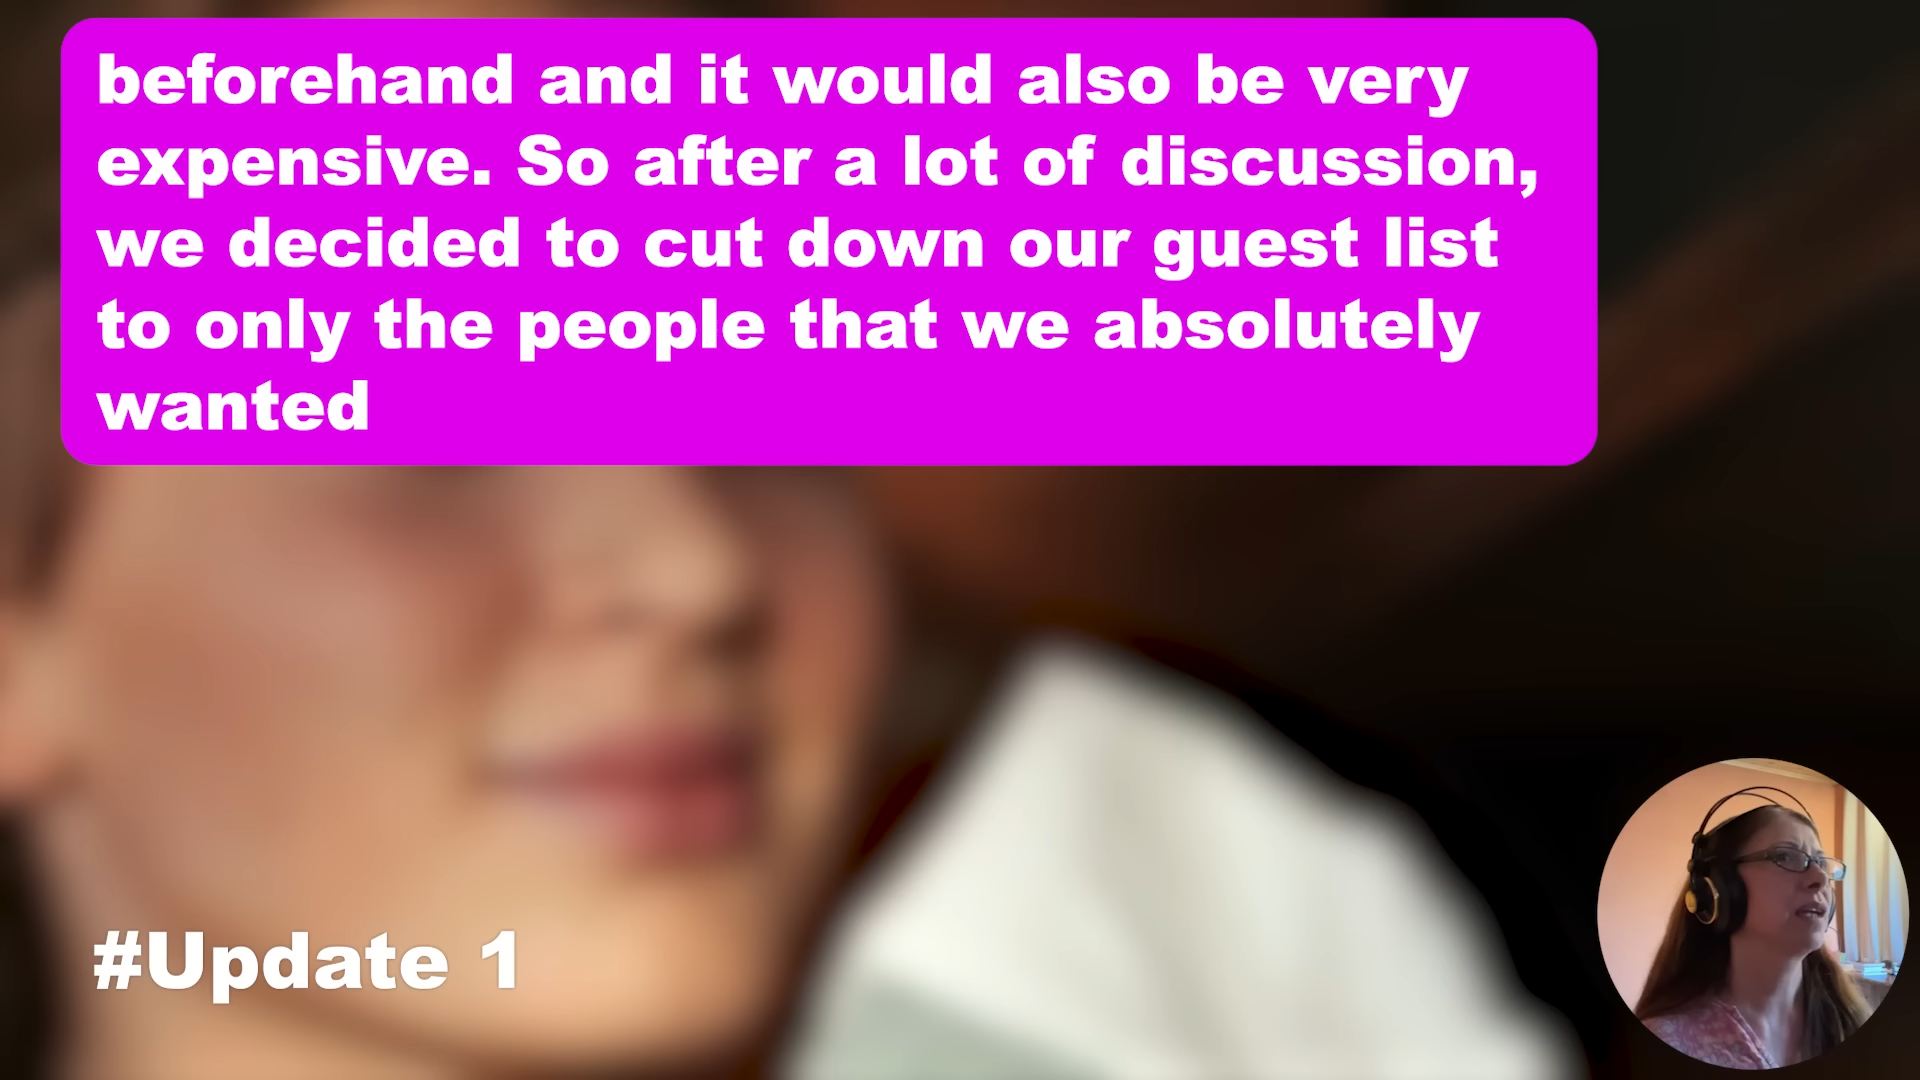 beforehand and it would also be very
expensive. So after a lot of discussion,
we decided to cut down our guest list
to only the people that we absolutely
wanted
#Update 1